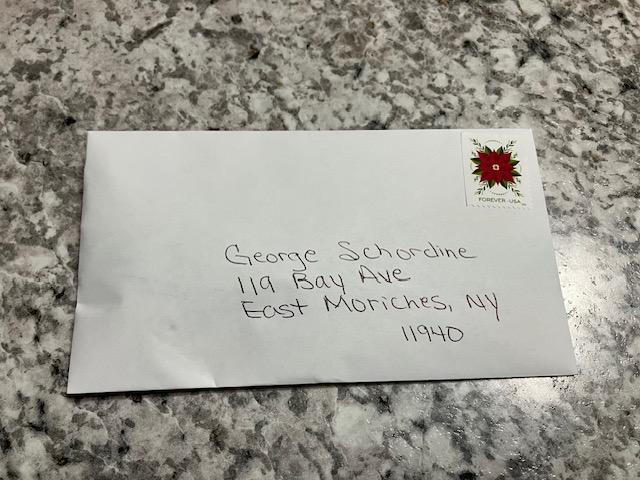 FOREVER - USA
George Schordine
119 Bay Ave
East Moriches, NY
11940